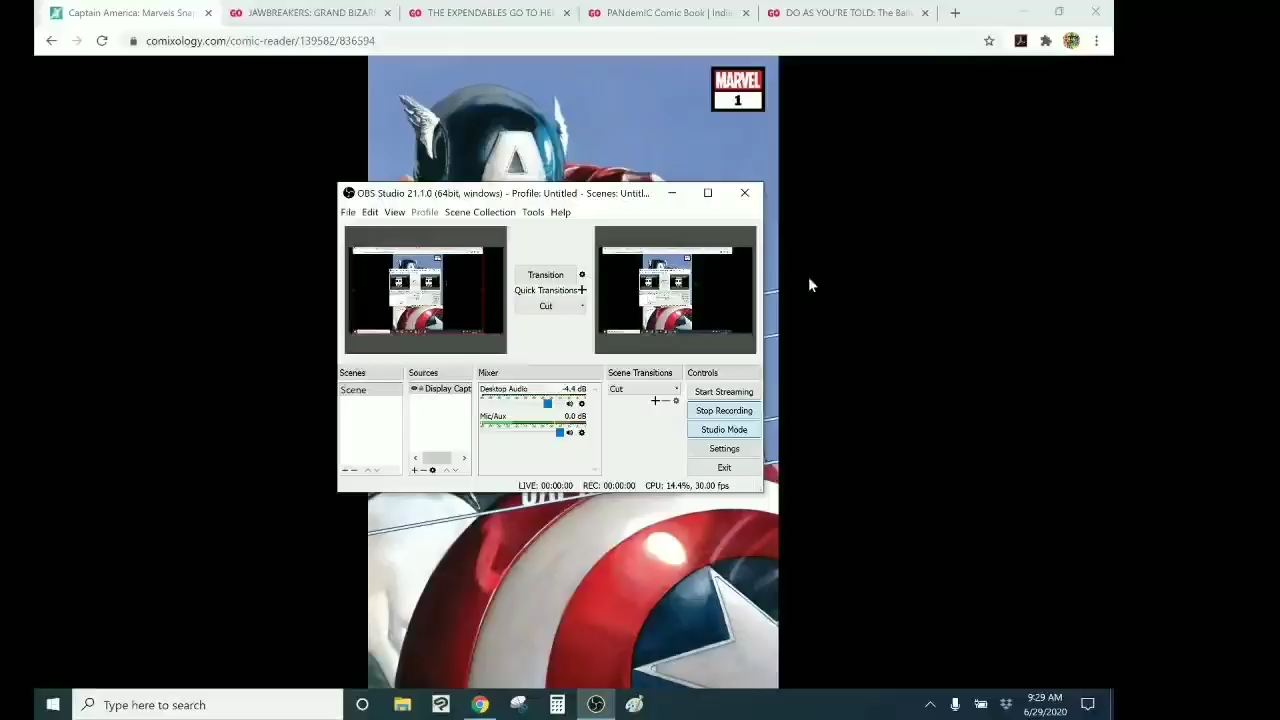 Captain America: Marvels Sna
JAWBREAKERS: GRAND BIZAR
THE EXPENDABLES GO TO HE
PANdemIC Comic Book | Indie
DO AS YOU'RE TOLD: The Ball
comixology.com/comic-reader/139582/836594
MARVEL
1
A
OBS Studio 21.1.0 (64bit, windows) - Profile: Untitled - Scenes: Untitl...
File Edit View Profile Scene Collection Tools Help
Transition
Quick Transitions
Cut
Scenes
Sources
Mixer
Scene Transitions
Controls
Scene
Display Capt
Desktop Audio -4.4 dB
Mic/Aux 0.0 dB
Cut
Start Streaming
Stop Recording
Studio Mode
Settings
Exit
LIVE: 00:00:00 REC: 00:00:00 CPU: 14.4%, 30.00 fps
Type here to search
9:29 AM
6/29/2020